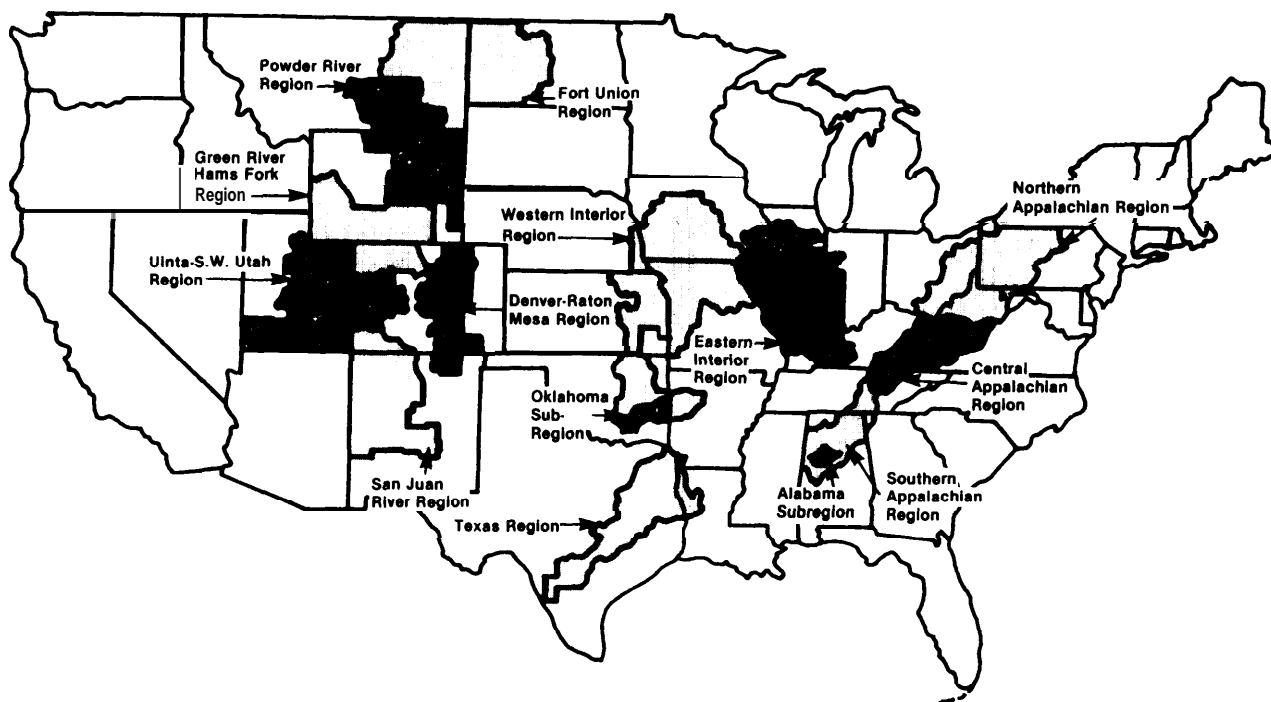 Powder River
Region
Fort Union
Region
Green River
Hams Fork
Region
Northern
Appalachian Region
Western Interior
Region
Uinta-S.W. Utah
Region
Denver-Raton
Mesa Region
Eastern
Interior
Region
Central
Appalachian
Region
Oklahoma
Sub-
Region
San Juan
River Region
Southern
Appalachian
Region
Alabama
Subregion
Texas Region